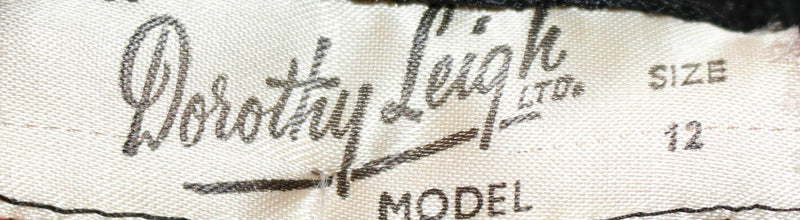 Dorothy Leigh LTD.
SIZE
12
MODEL